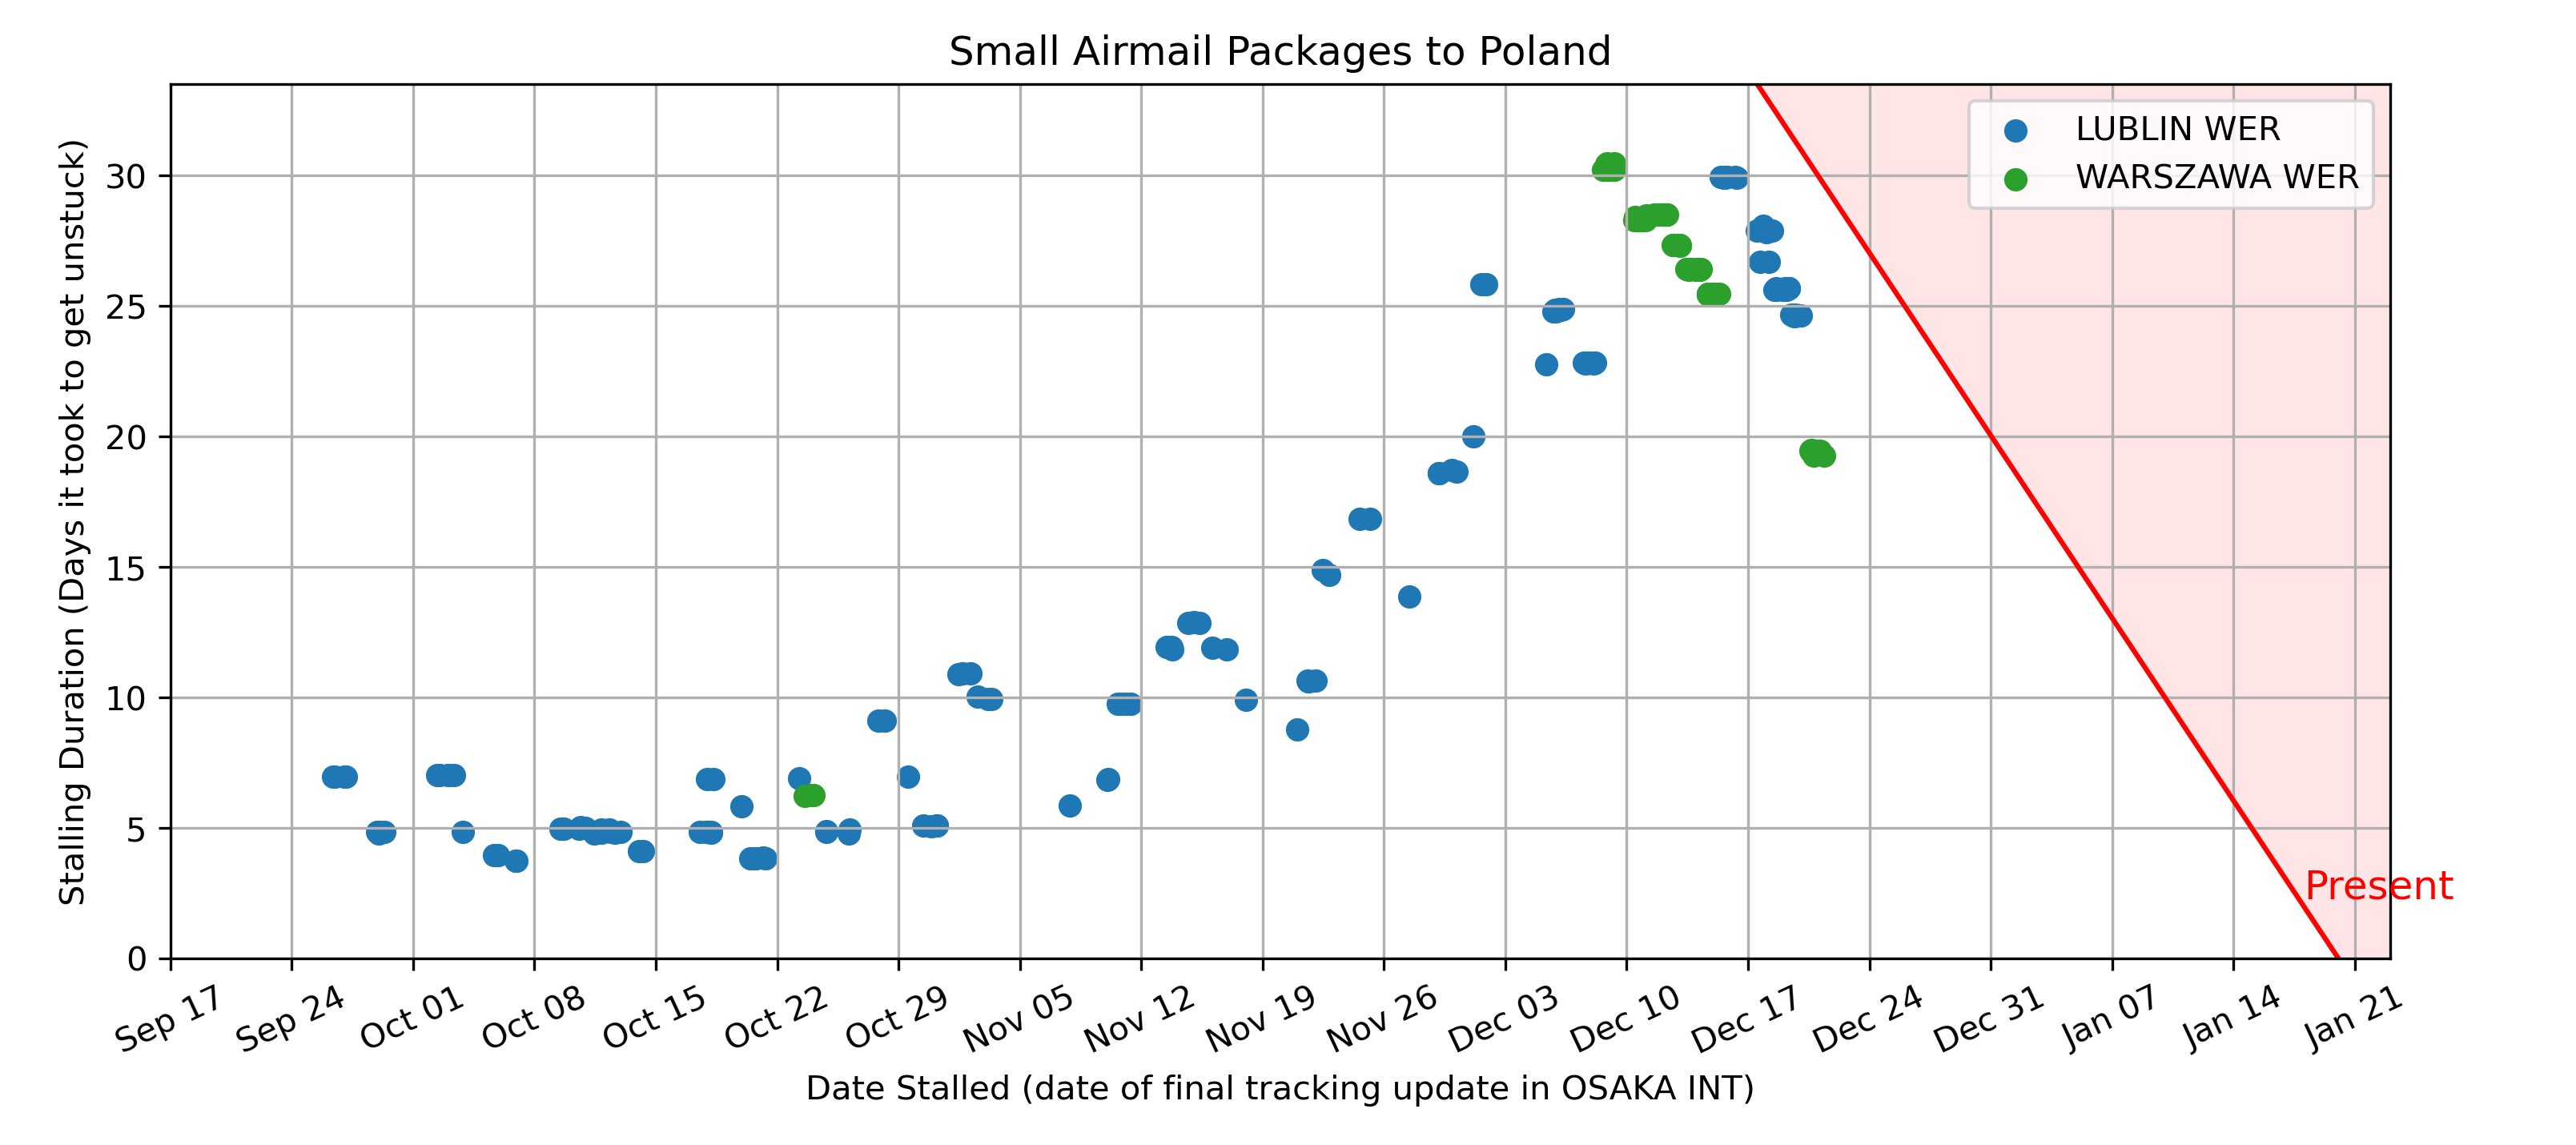 Small Airmail Packages to Poland
LUBLIN WER
WARSZAWA WER
Stalling Duration (Days it took to get unstuck)
30
25
20
15
10
5
0
Present
Sep 17 Sep 24 Oct 01 Oct 08 Oct 15 Oct 22 Oct 29 Nov 05 Nov 12 Nov 19 Nov 26 Dec 03 Dec 10 Dec 17 Dec 24 Dec 31 Jan 07 Jan 14 Jan 21
Date Stalled (date of final tracking update in OSAKA INT)